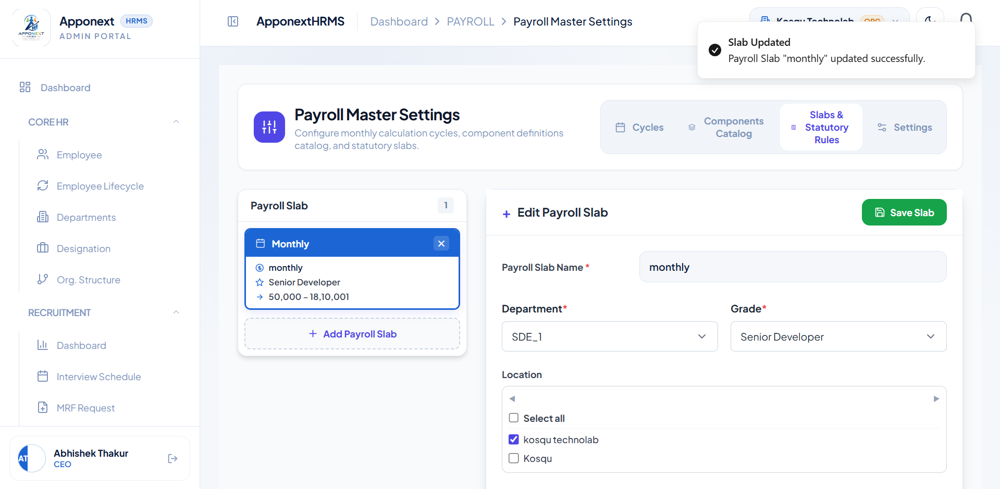 APPONEXT
HRMS
Apponext HRMS
ADMIN PORTAL
Dashboard
CORE HR
Employee
Employee Lifecycle
Departments
Designation
Org. Structure
RECRUITMENT
Dashboard
Interview Schedule
MRF Request
AT
Abhishek Thakur
CEO
ApponextHRMS
Dashboard > PAYROLL > Payroll Master Settings
Kosqu Technolab ORG
Slab Updated
Payroll Slab "monthly" updated successfully.
Payroll Master Settings
Configure monthly calculation cycles, component definitions
catalog, and statutory slabs.
Cycles
Components
Catalog
Slabs &
Statutory
Rules
Settings
Payroll Slab 1
Monthly
monthly
Senior Developer
50,000 – 18,10,001
+ Add Payroll Slab
+ Edit Payroll Slab
Save Slab
Payroll Slab Name *
monthly
Department*
SDE_1
Grade*
Senior Developer
Location
Select all
kosqu technolab
Kosqu